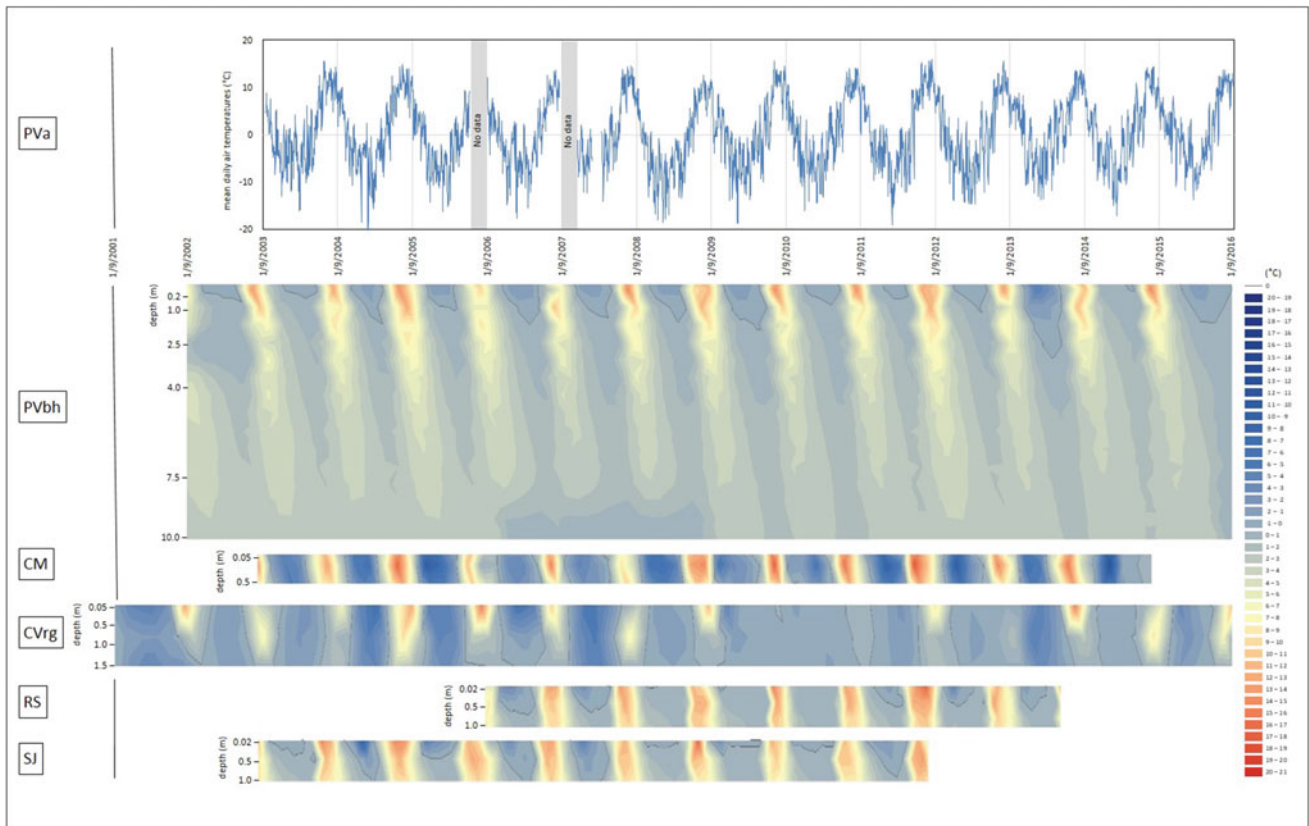 PVa
mean daily air temperatures (°C)
20
10
0
-10
-20
No data
No data
1/9/2001
1/9/2002
1/9/2003
1/9/2004
1/9/2005
1/9/2006
1/9/2007
1/9/2008
1/9/2009
1/9/2010
1/9/2011
1/9/2012
1/9/2013
1/9/2014
1/9/2015
1/9/2016
PVbh
depth (m)
0.2
1.0
2.5
4.0
7.5
10.0
CM
depth (m)
0.05
0.5
CVrg
depth (m)
0.05
0.5
1.0
1.5
RS
depth (m)
0.02
0.5
1.0
SJ
depth (m)
0.02
0.5
1.0
(°C)
0
20 - 19
19 - 18
18 - 17
17 - 16
16 - 15
15 - 14
14 - 13
13 - 12
12 - 11
11 - 10
10 - 9
9 - 8
8 - 7
7 - 6
6 - 5
5 - 4
4 - 3
3 - 2
2 - 1
1 - 0
0 - 1
1 - 2
2 - 3
3 - 4
4 - 5
5 - 6
6 - 7
7 - 8
8 - 9
9 - 10
10 - 11
11 - 12
12 - 13
13 - 14
14 - 15
15 - 16
16 - 17
17 - 18
18 - 19
19 - 20
20 - 21